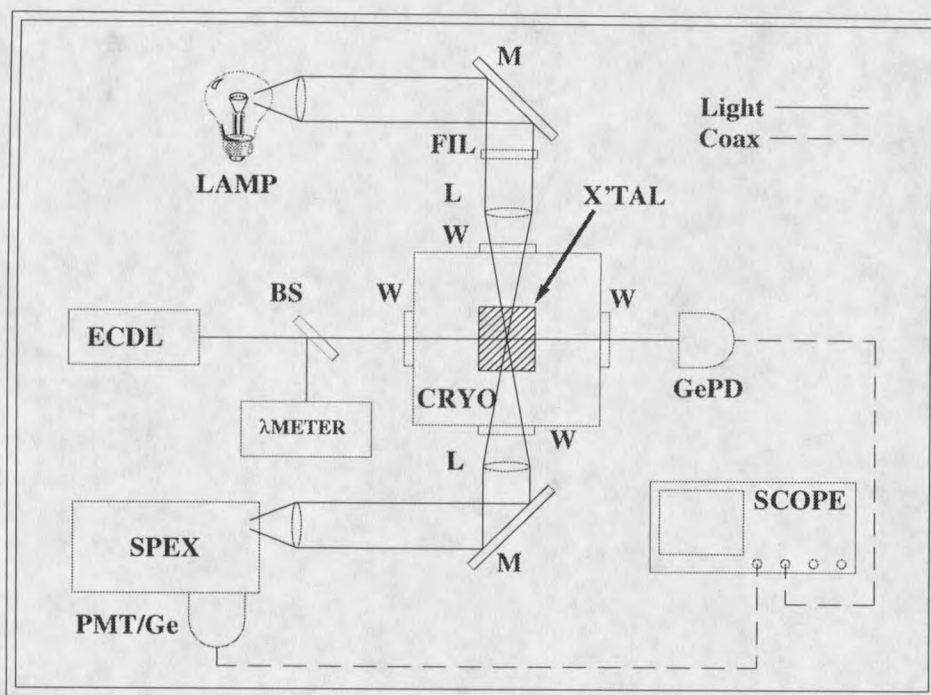 M
Light
Coax
FIL
LAMP
L
X'TAL
W
BS
W
W
ECDL
CRYO
GePD
λMETER
W
L
SCOPE
SPEX
M
PMT/Ge